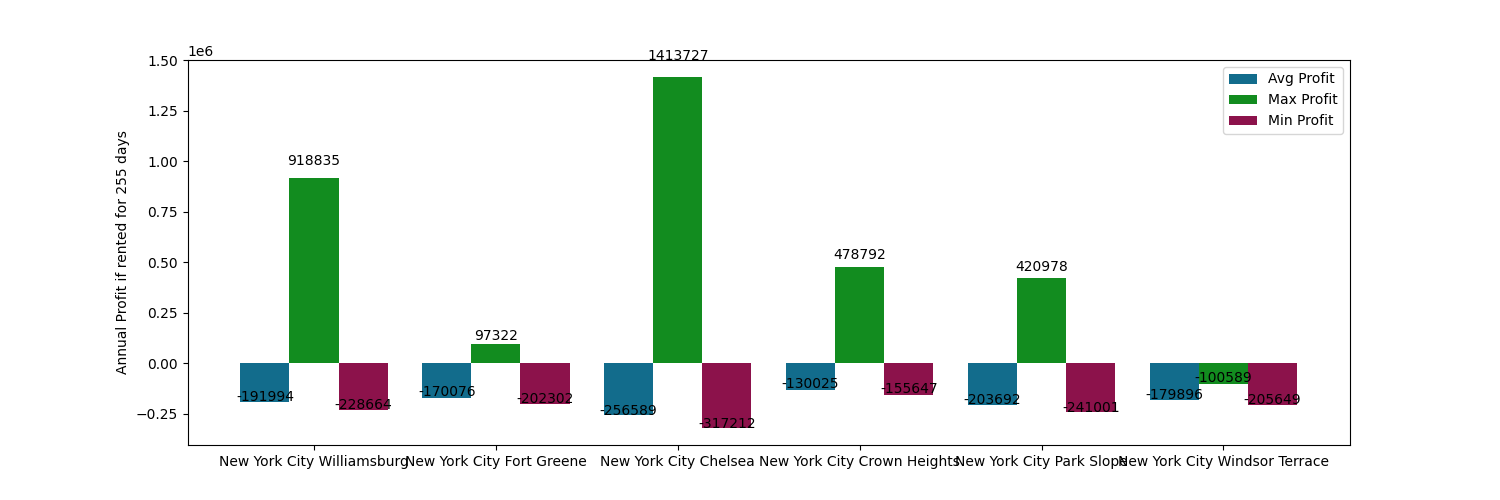 1e6
1413727
1.50
Avg Profit
Max Profit
Min Profit
1.25
918835
1.00
Annual Profit if rented for 255 days
0.75
478792
0.50
420978
97322
0.25
0.00
-191994
-228664
-170076
-202302
-256589
-317212
-130025
-155647
-203692
-241001
-179896
-100589
-205649
−0.25
New York City Williamsburg
New York City Fort Greene
New York City Chelsea
New York City Crown Heights
New York City Park Slope
New York City Windsor Terrace